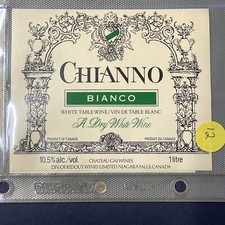 CHIANNO
BIANCO
WHITE TABLE WINE/VIN DE TABLE BLANC
A Dry White Wine
PRODUCT OF CANADA
PRODUIT DU CANADA
10.5% alc./vol.
CHATEAU-GAI WINES
1 litre
DIV. OF RIDOUT WINES LIMITED NIAGARA FALLS CANADA